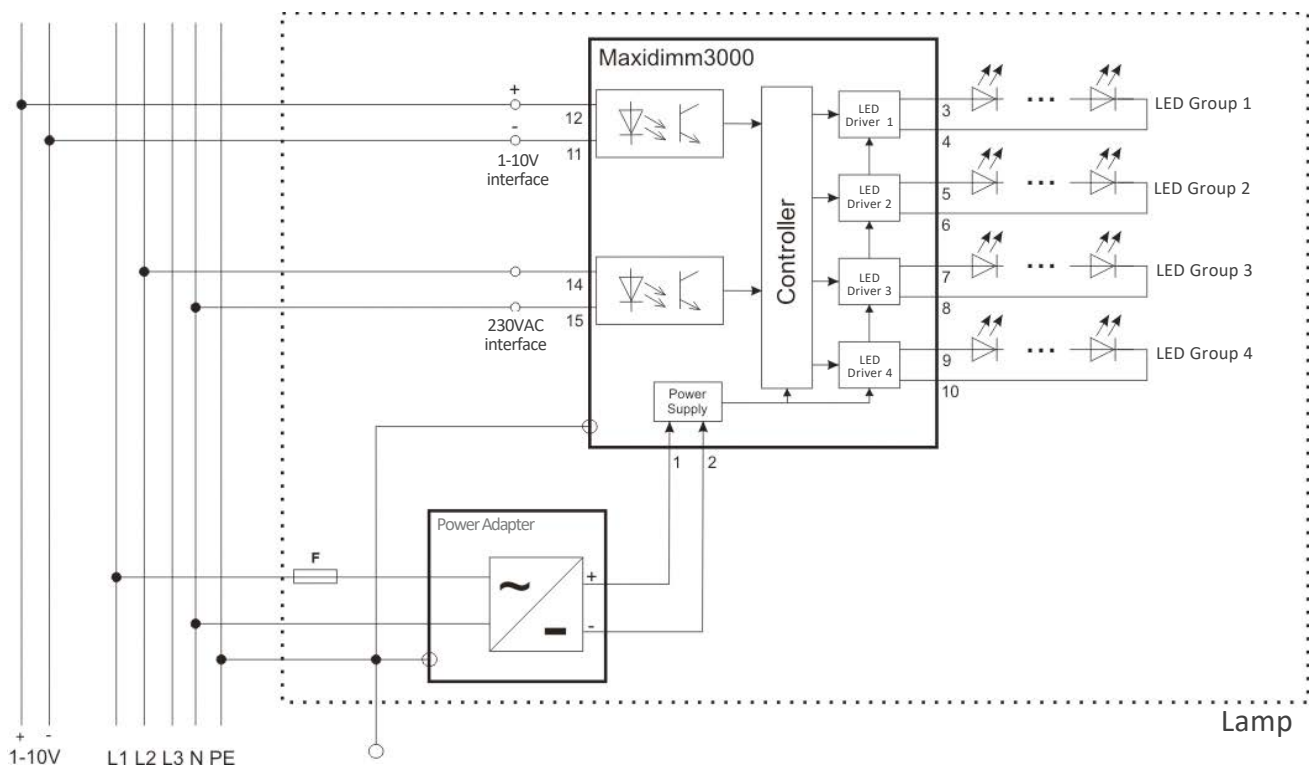 Maxidimm3000
+
12
-
11
1-10V
interface
14
15
230VAC
interface
Controller
LED
Driver 1
LED
Driver 2
LED
Driver 3
LED
Driver 4
Power
Supply
3
4
5
6
7
8
9
10
LED Group 1
LED Group 2
LED Group 3
LED Group 4
1
2
Power Adapter
F
~
+
-
-
Lamp
+ -
1-10V
L1 L2 L3 N PE